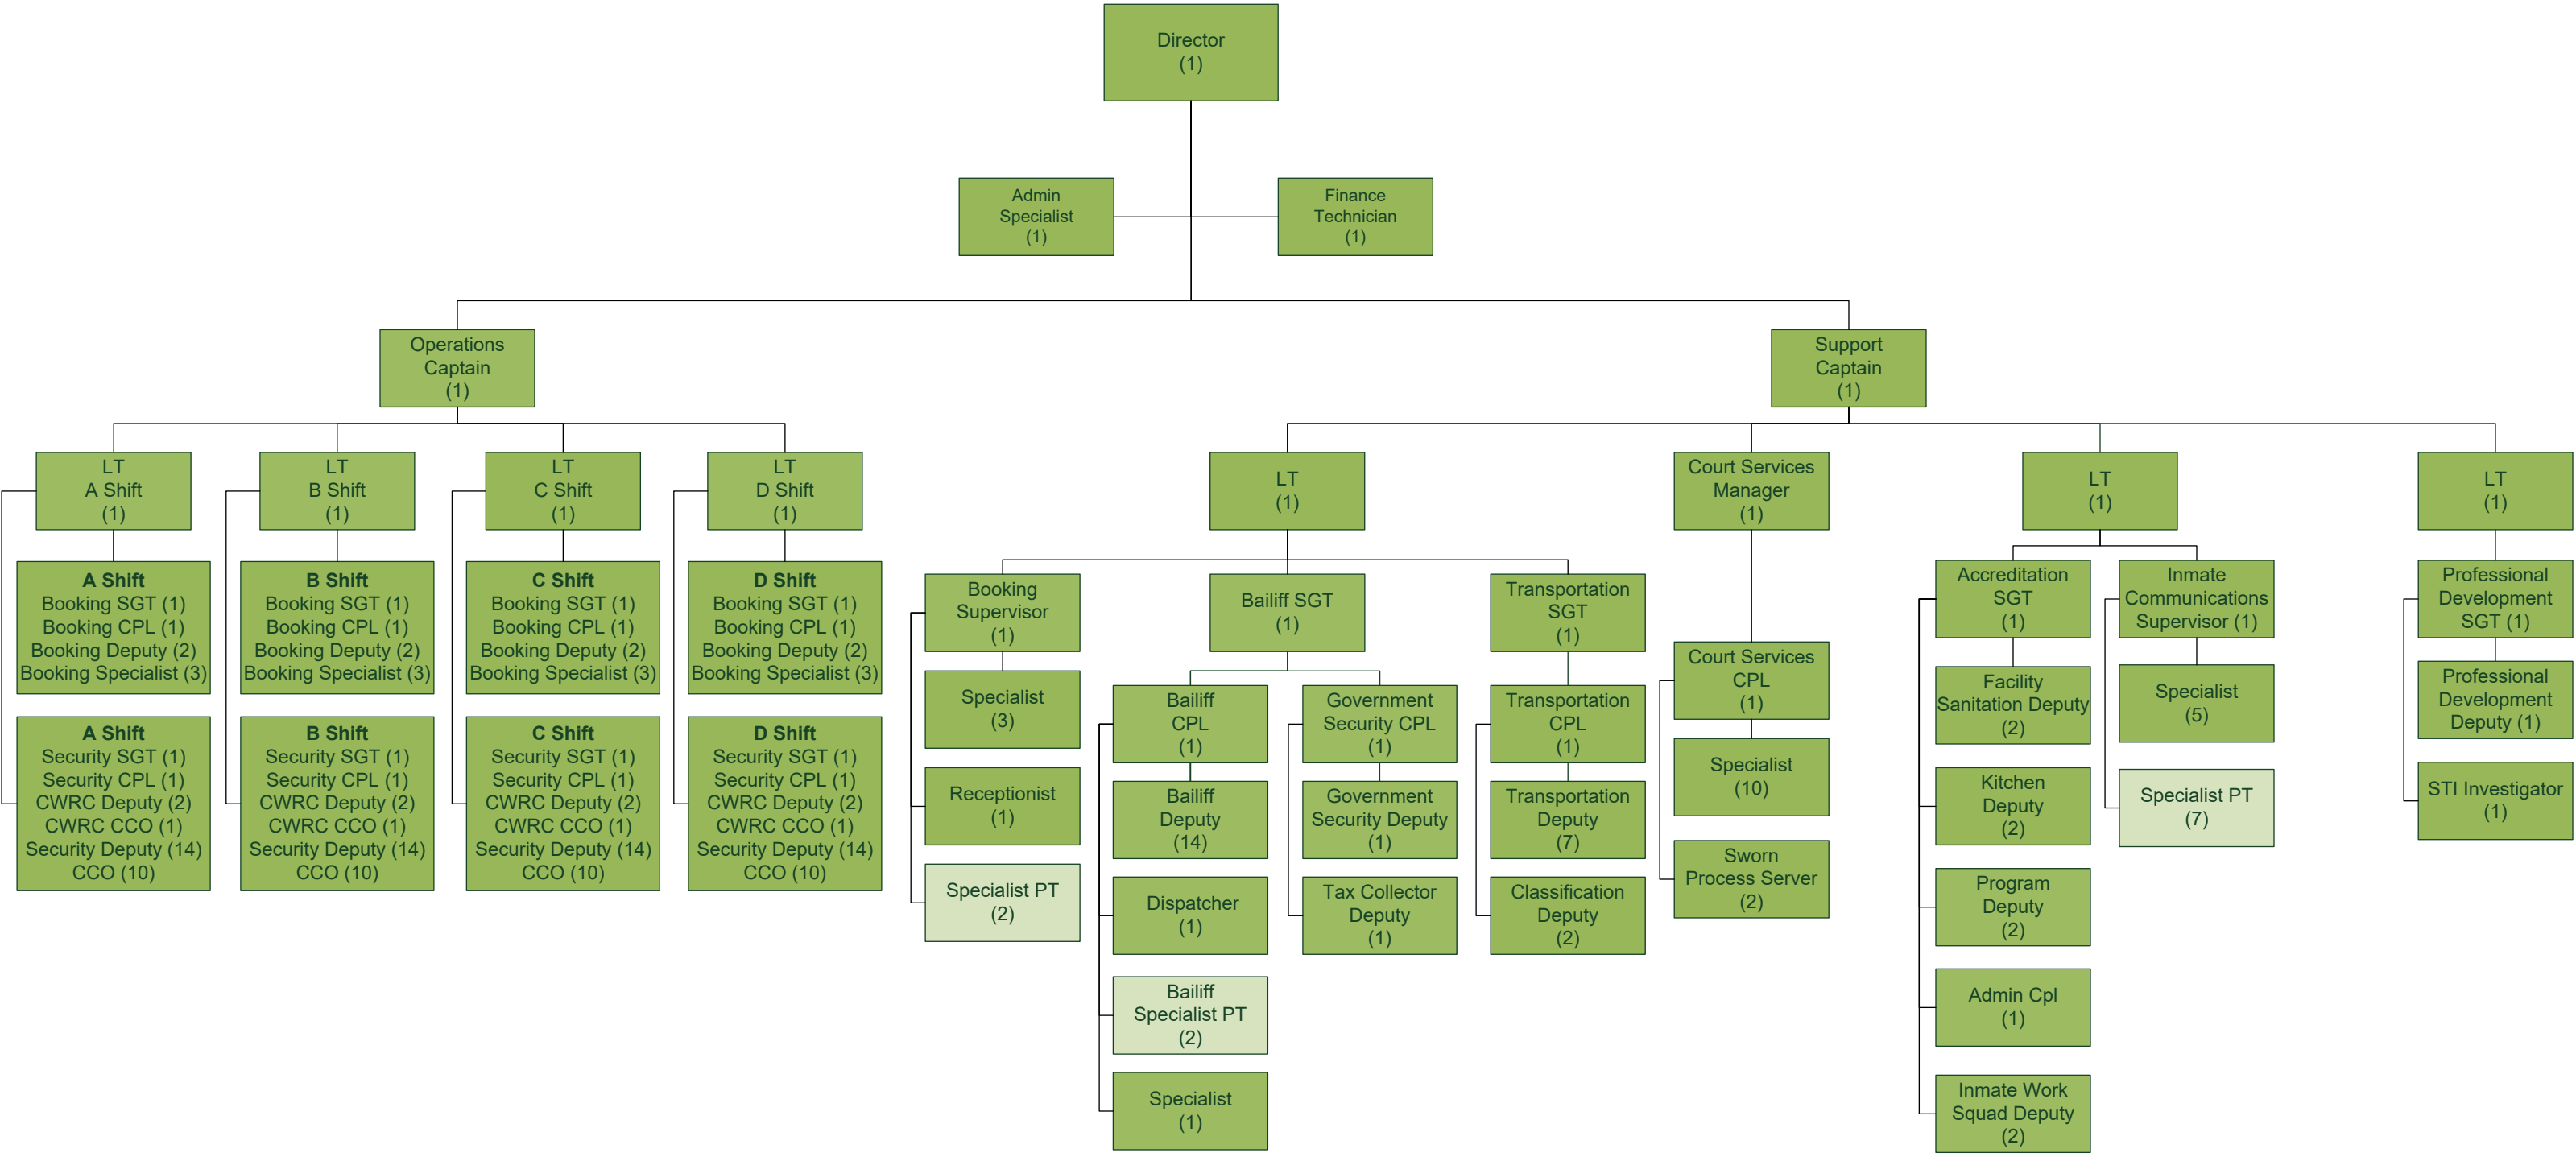 Director
(1)
Admin
Specialist
(1)
Finance
Technician
(1)
Operations
Captain
(1)
Support
Captain
(1)
LT
A Shift
(1)
LT
B Shift
(1)
LT
C Shift
(1)
LT
D Shift
(1)
LT
(1)
Court Services
Manager
(1)
LT
(1)
LT
(1)
A Shift
Booking SGT (1)
Booking CPL (1)
Booking Deputy (2)
Booking Specialist (3)
B Shift
Booking SGT (1)
Booking CPL (1)
Booking Deputy (2)
Booking Specialist (3)
C Shift
Booking SGT (1)
Booking CPL (1)
Booking Deputy (2)
Booking Specialist (3)
D Shift
Booking SGT (1)
Booking CPL (1)
Booking Deputy (2)
Booking Specialist (3)
A Shift
Security SGT (1)
Security CPL (1)
CWRC Deputy (2)
CWRC CCO (1)
Security Deputy (14)
CCO (10)
B Shift
Security SGT (1)
Security CPL (1)
CWRC Deputy (2)
CWRC CCO (1)
Security Deputy (14)
CCO (10)
C Shift
Security SGT (1)
Security CPL (1)
CWRC Deputy (2)
CWRC CCO (1)
Security Deputy (14)
CCO (10)
D Shift
Security SGT (1)
Security CPL (1)
CWRC Deputy (2)
CWRC CCO (1)
Security Deputy (14)
CCO (10)
Booking
Supervisor
(1)
Specialist
(3)
Receptionist
(1)
Specialist PT
(2)
Bailiff SGT
(1)
Bailiff
CPL
(1)
Bailiff
Deputy
(14)
Dispatcher
(1)
Bailiff
Specialist PT
(2)
Specialist
(1)
Government
Security CPL
(1)
Government
Security Deputy
(1)
Tax Collector
Deputy
(1)
Transportation
SGT
(1)
Transportation
CPL
(1)
Transportation
Deputy
(7)
Classification
Deputy
(2)
Court Services
CPL
(1)
Specialist
(10)
Sworn
Process Server
(2)
Accreditation
SGT
(1)
Facility
Sanitation Deputy
(2)
Kitchen
Deputy
(2)
Program
Deputy
(2)
Admin Cpl
(1)
Inmate Work
Squad Deputy
(2)
Inmate
Communications
Supervisor (1)
Specialist
(5)
Specialist PT
(7)
Professional
Development
SGT (1)
Professional
Development
Deputy (1)
STI Investigator
(1)